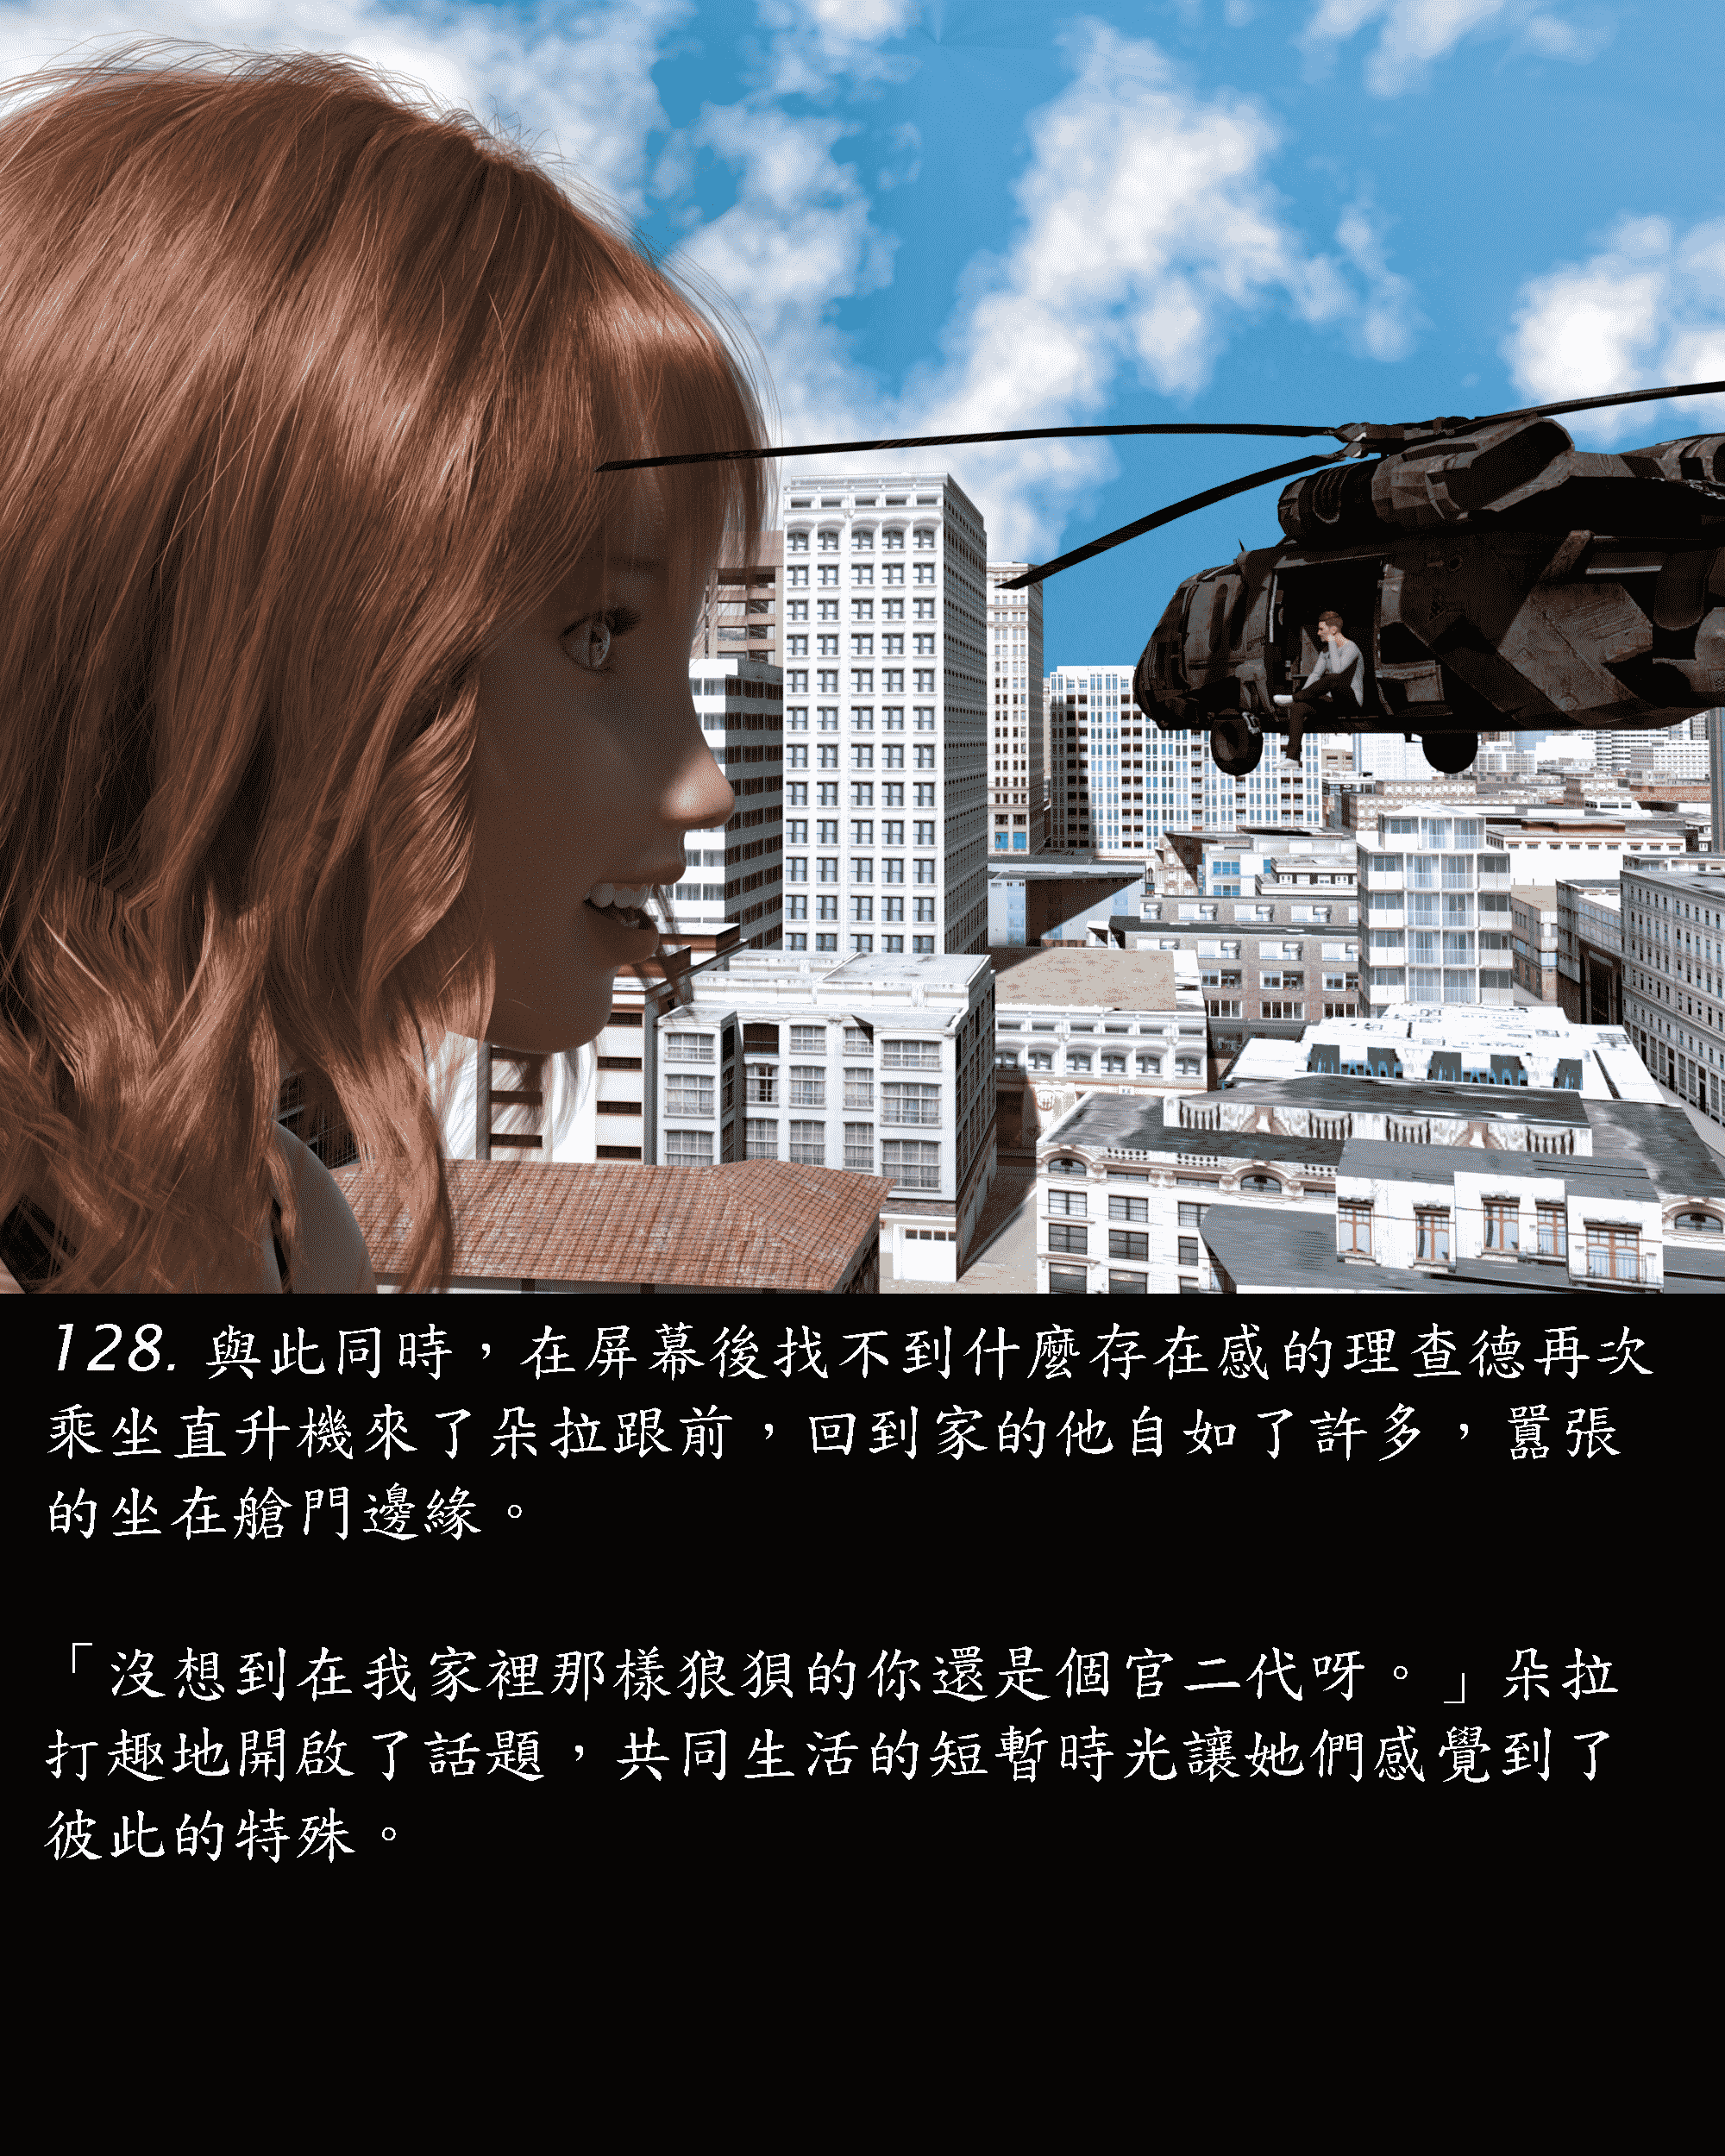 128. 與此同時，在屏幕後找不到什麼存在感的理查德再次
乘坐直升機來了朵拉跟前，回到家的他自如了許多，囂張
的坐在艙門邊緣。
「沒想到在我家裡那樣狼狽的你還是個官二代呀。」朵拉
打趣地開啟了話題，共同生活的短暫時光讓她們感覺到了
彼此的特殊。